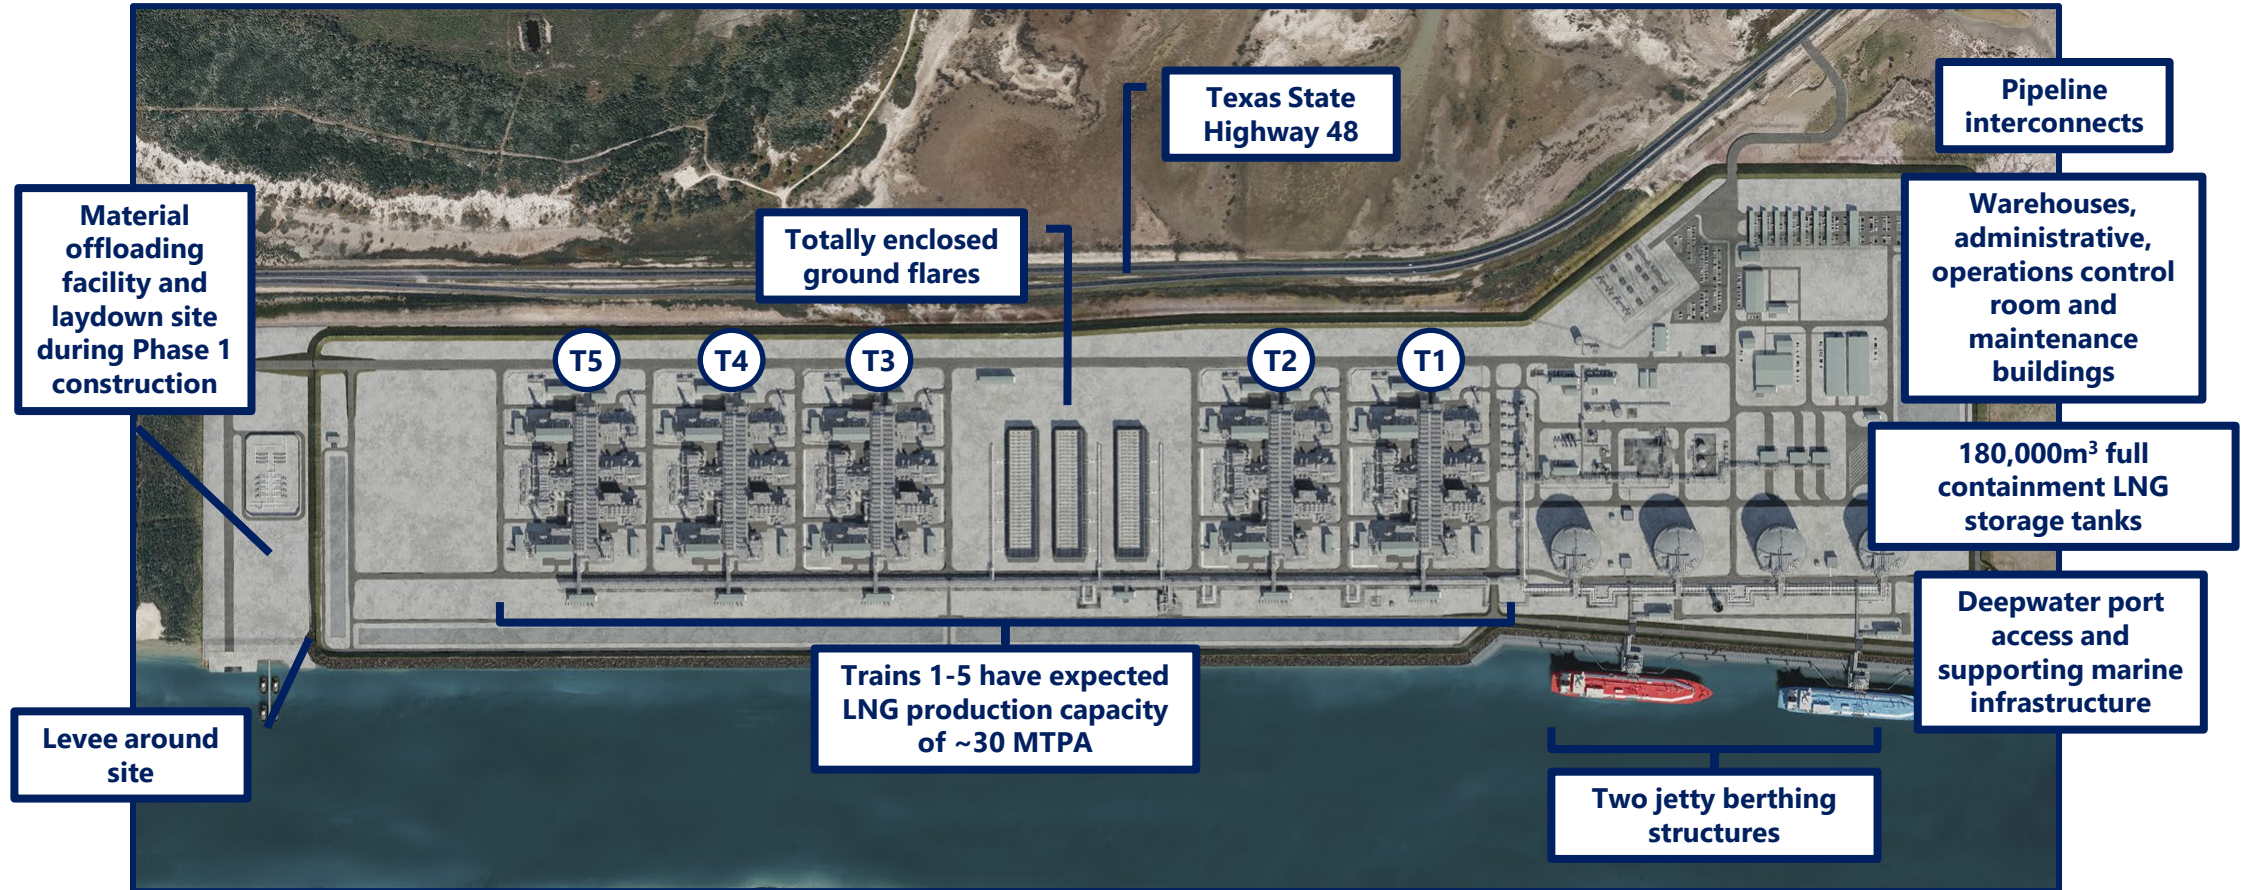 Texas State
Highway 48
Pipeline
interconnects
Material
offloading
facility and
laydown site
during Phase 1
construction
Totally enclosed
ground flares
Warehouses,
administrative,
operations control
room and
maintenance
buildings
T5
T4
T3
T2
T1
180,000m³ full
containment LNG
storage tanks
Deepwater port
access and
supporting marine
infrastructure
Trains 1-5 have expected
LNG production capacity
of ~30 MTPA
Levee around
site
Two jetty berthing
structures